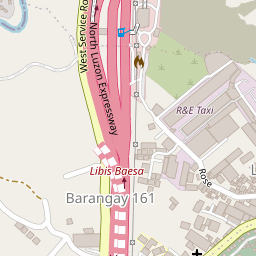 West Service Ro
North Luzon Expressway
R&E Taxi
Libis Baesa
Barangay 161
Rose
L